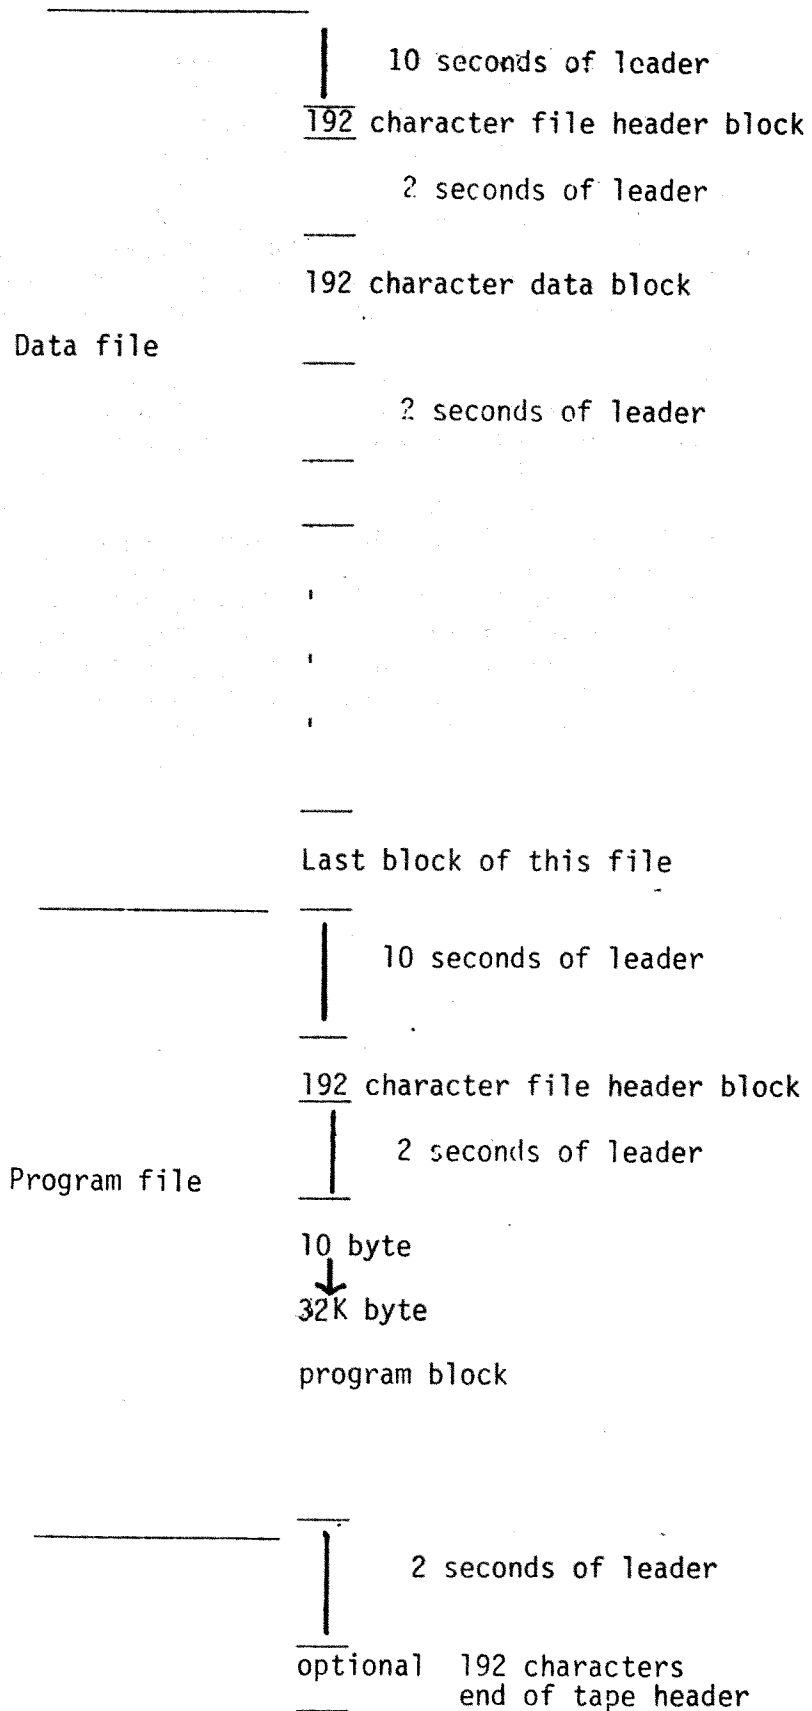 10 seconds of leader
192 character file header block
2 seconds of leader
192 character data block
Data file
2 seconds of leader
Last block of this file
10 seconds of leader
192 character file header block
2 seconds of leader
Program file
10 byte
32K byte
program block
2 seconds of leader
optional 192 characters
end of tape header